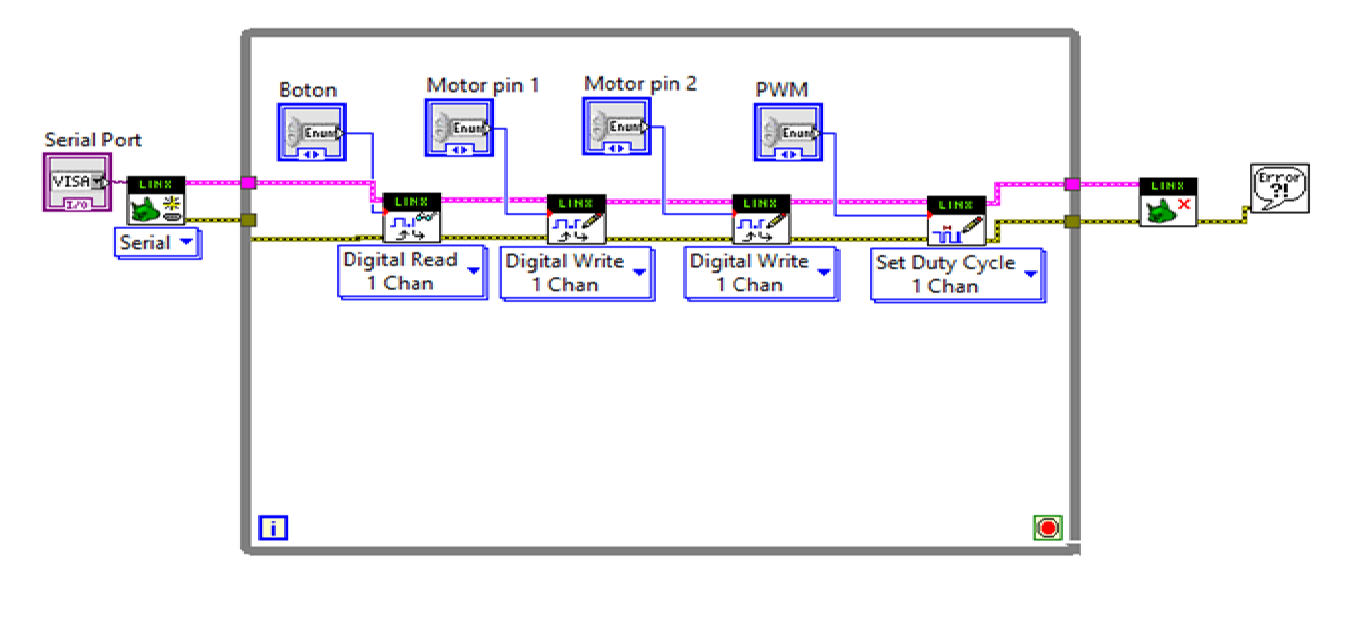 Boton
Motor pin 1
Motor pin 2
PWM
Serial Port
Enum
Enum
Enum
Enum
VISA
I/O
LINX
Serial
LINX
Digital Read
1 Chan
LINX
Digital Write
1 Chan
LINX
Digital Write
1 Chan
LINX
Set Duty Cycle
1 Chan
LINX
Error
?!
i